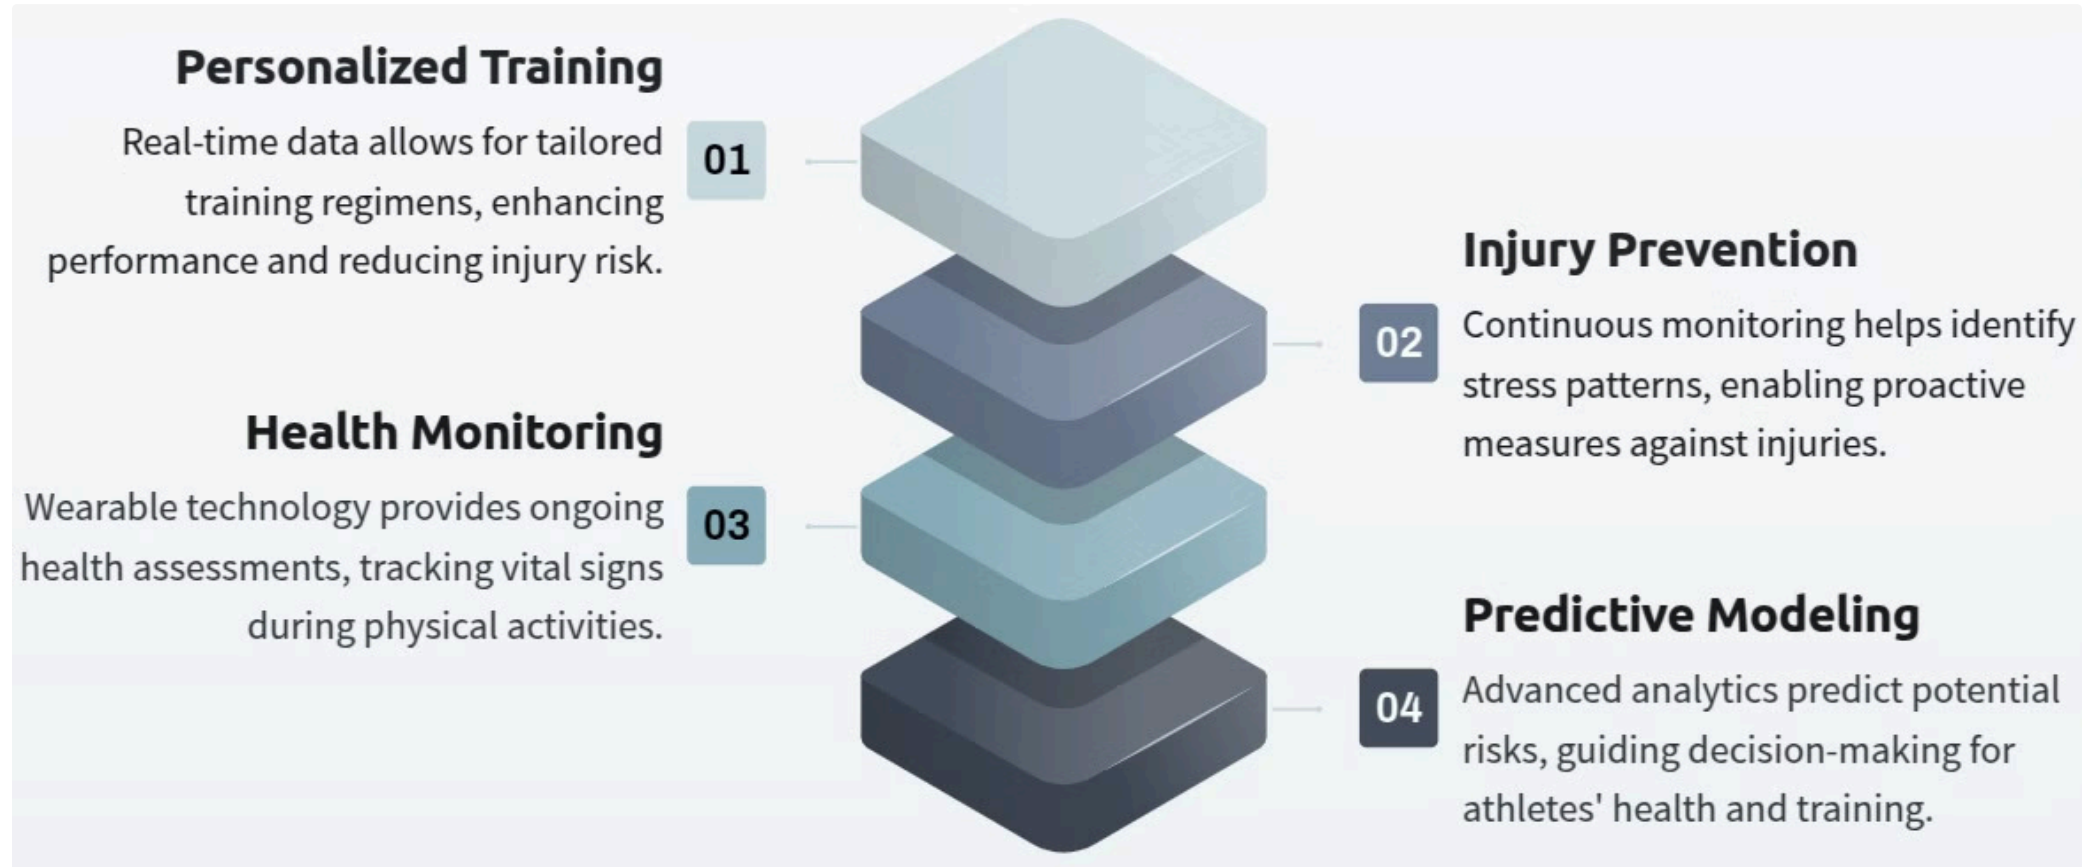 Personalized Training
Real-time data allows for tailored
training regimens, enhancing
performance and reducing injury risk.
01
Injury Prevention
02
Continuous monitoring helps identify
stress patterns, enabling proactive
measures against injuries.
Health Monitoring
Wearable technology provides ongoing
health assessments, tracking vital signs
during physical activities.
03
Predictive Modeling
04
Advanced analytics predict potential
risks, guiding decision-making for
athletes' health and training.